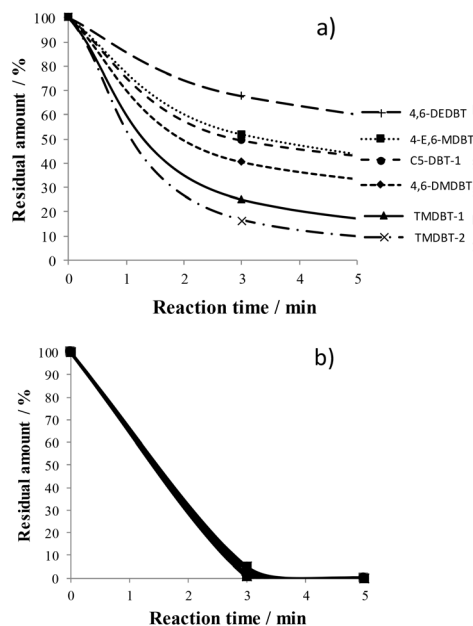 a)
Residual amount / %
100
90
80
70
60
50
40
30
20
10
0
0 1 2 3 4 5
Reaction time / min
4,6-DEDBT
4-E,6-MDBT
C5-DBT-1
4,6-DMDBT
TMDBT-1
TMDBT-2
b)
Residual amount / %
100
90
80
70
60
50
40
30
20
10
0
0 1 2 3 4 5
Reaction time / min